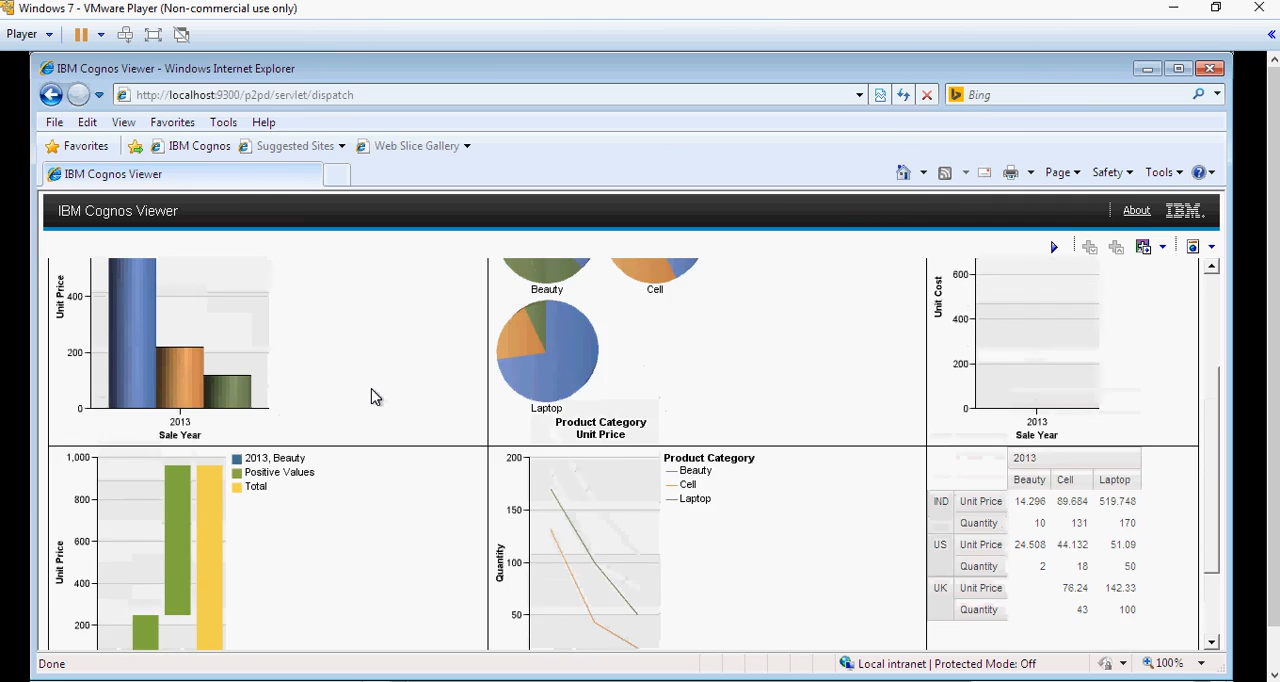 Windows 7 - VMware Player (Non-commercial use only)
Player
IBM Cognos Viewer - Windows Internet Explorer
http://localhost:9300/p2pd/servlet/dispatch
Bing
File Edit View Favorites Tools Help
Favorites IBM Cognos Suggested Sites Web Slice Gallery
IBM Cognos Viewer
Page Safety Tools
IBM Cognos Viewer
About IBM.
Unit Price
400
200
0
2013
Sale Year
Beauty Cell
Laptop
Product Category
Unit Price
Unit Cost
600
400
200
0
2013
Sale Year
Unit Price
1,000
800
600
400
200
2013, Beauty
Positive Values
Total
Quantity
200
150
100
50
Product Category
Beauty
Cell
Laptop
2013
Beauty Cell Laptop
IND Unit Price 14.296 89.684 519.748
Quantity 10 131 170
US Unit Price 24.508 44.132 51.09
Quantity 2 18 50
UK Unit Price 76.24 142.33
Quantity 43 100
Done
Local intranet | Protected Mode: Off
100%